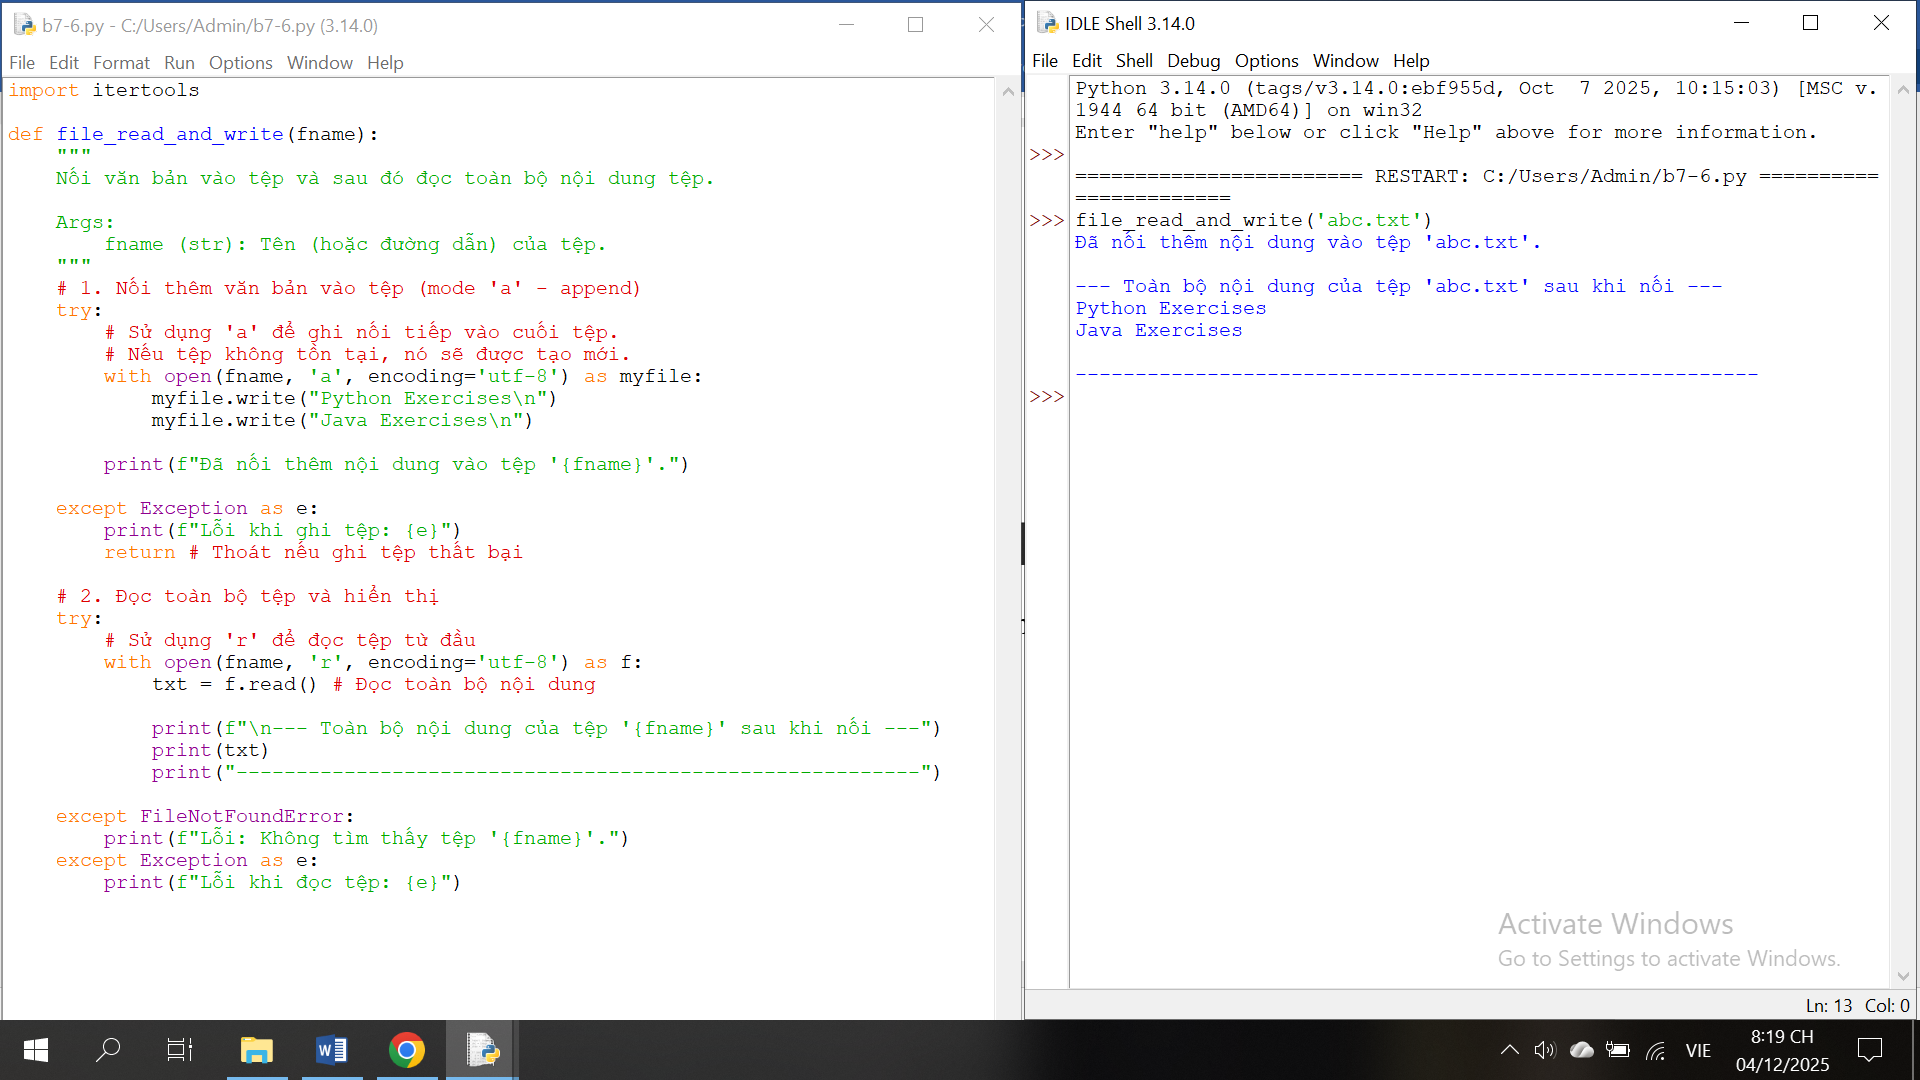 b7-6.py - C:/Users/Admin/b7-6.py (3.14.0)
File Edit Format Run Options Window Help
import itertools
def file_read_and_write(fname):
"""
Nối văn bản vào tệp và sau đó đọc toàn bộ nội dung tệp.
Args:
fname (str): Tên (hoặc đường dẫn) của tệp.
"""
# 1. Nối thêm văn bản vào tệp (mode 'a' - append)
try:
# Sử dụng 'a' để ghi nối tiếp vào cuối tệp.
# Nếu tệp không tồn tại, nó sẽ được tạo mới.
with open(fname, 'a', encoding='utf-8') as myfile:
myfile.write("Python Exercises\n")
myfile.write("Java Exercises\n")
print(f"Đã nối thêm nội dung vào tệp '{fname}'.")
except Exception as e:
print(f"Lỗi khi ghi tệp: {e}")
return # Thoát nếu ghi tệp thất bại
# 2. Đọc toàn bộ tệp và hiển thị
try:
# Sử dụng 'r' để đọc tệp từ đầu
with open(fname, 'r', encoding='utf-8') as f:
txt = f.read() # Đọc toàn bộ nội dung
print(f"\n--- Toàn bộ nội dung của tệp '{fname}' sau khi nối ---")
print(txt)
print("---------------------------------------------------------")
except FileNotFoundError:
print(f"Lỗi: Không tìm thấy tệp '{fname}'.")
except Exception as e:
print(f"Lỗi khi đọc tệp: {e}")
IDLE Shell 3.14.0
File Edit Shell Debug Options Window Help
Python 3.14.0 (tags/v3.14.0:ebf955d, Oct  7 2025, 10:15:03) [MSC v.
1944 64 bit (AMD64)] on win32
Enter "help" below or click "Help" above for more information.
>>>
======================== RESTART: C:/Users/Admin/b7-6.py ==========
=============
>>> file_read_and_write('abc.txt')
Đã nối thêm nội dung vào tệp 'abc.txt'.
--- Toàn bộ nội dung của tệp 'abc.txt' sau khi nối ---
Python Exercises
Java Exercises
---------------------------------------------------------
>>>
Activate Windows
Go to Settings to activate Windows.
Ln: 13 Col: 0
VIE
8:19 CH
04/12/2025